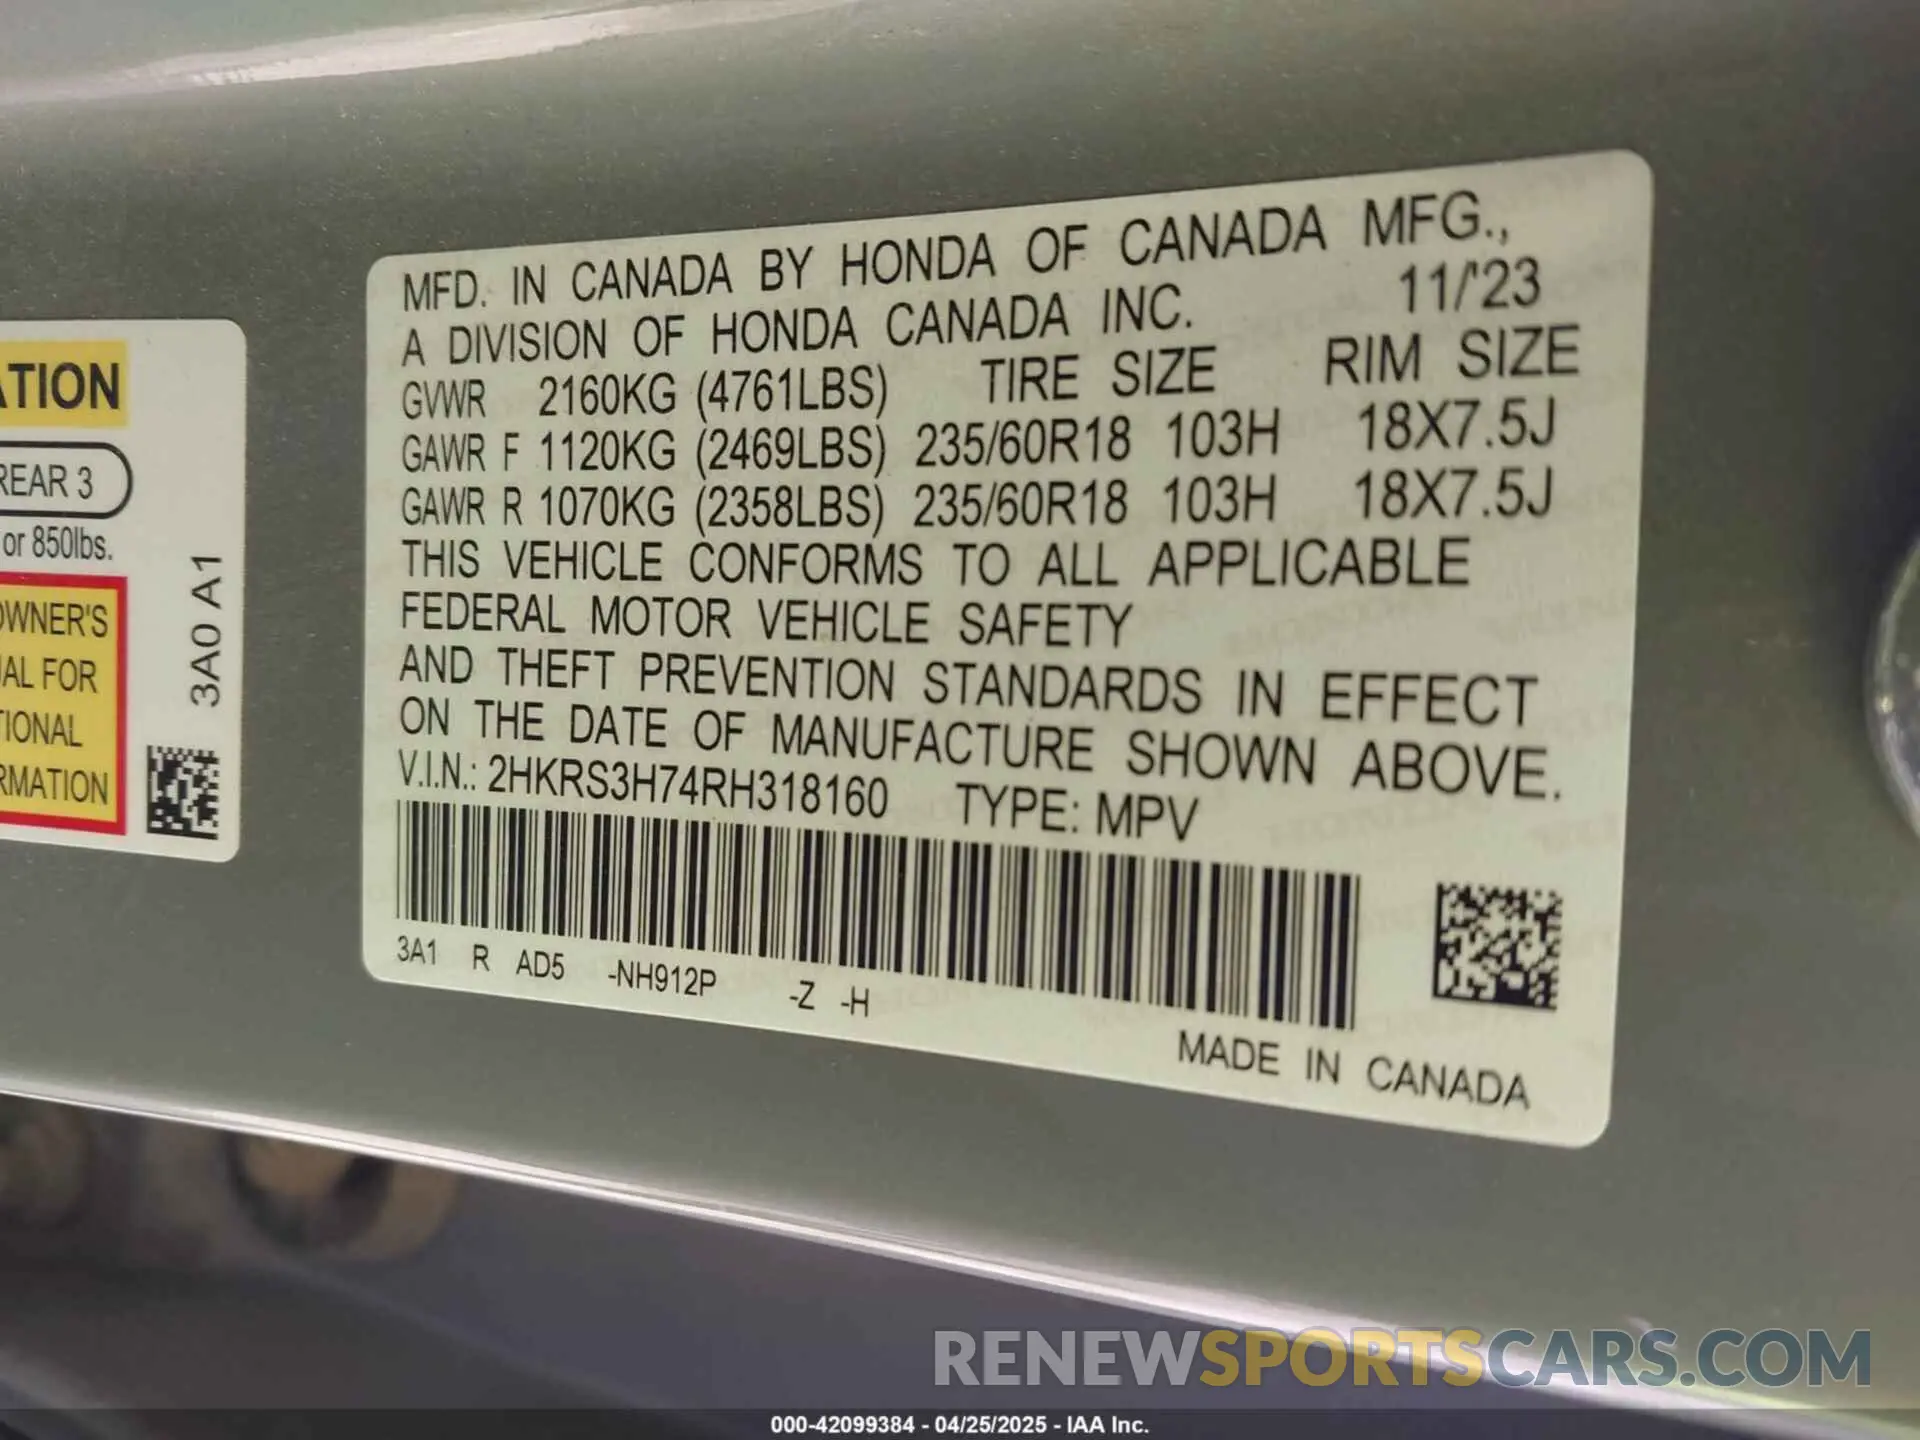 ATION
REAR 3
or 850lbs.
OWNER'S
UAL FOR
TIONAL
RMATION
3A0 A1
MFD. IN CANADA BY HONDA OF CANADA MFG.,
A DIVISION OF HONDA CANADA INC. 11/'23
GVWR 2160KG (4761LBS) TIRE SIZE RIM SIZE
GAWR F 1120KG (2469LBS) 235/60R18 103H 18X7.5J
GAWR R 1070KG (2358LBS) 235/60R18 103H 18X7.5J
THIS VEHICLE CONFORMS TO ALL APPLICABLE
FEDERAL MOTOR VEHICLE SAFETY
AND THEFT PREVENTION STANDARDS IN EFFECT
ON THE DATE OF MANUFACTURE SHOWN ABOVE.
V.I.N.: 2HKRS3H74RH318160 TYPE: MPV
3A1 R AD5 -NH912P -Z -H
MADE IN CANADA
RENEWSPORTSCARS.COM
000-42099384 - 04/25/2025 - IAA Inc.